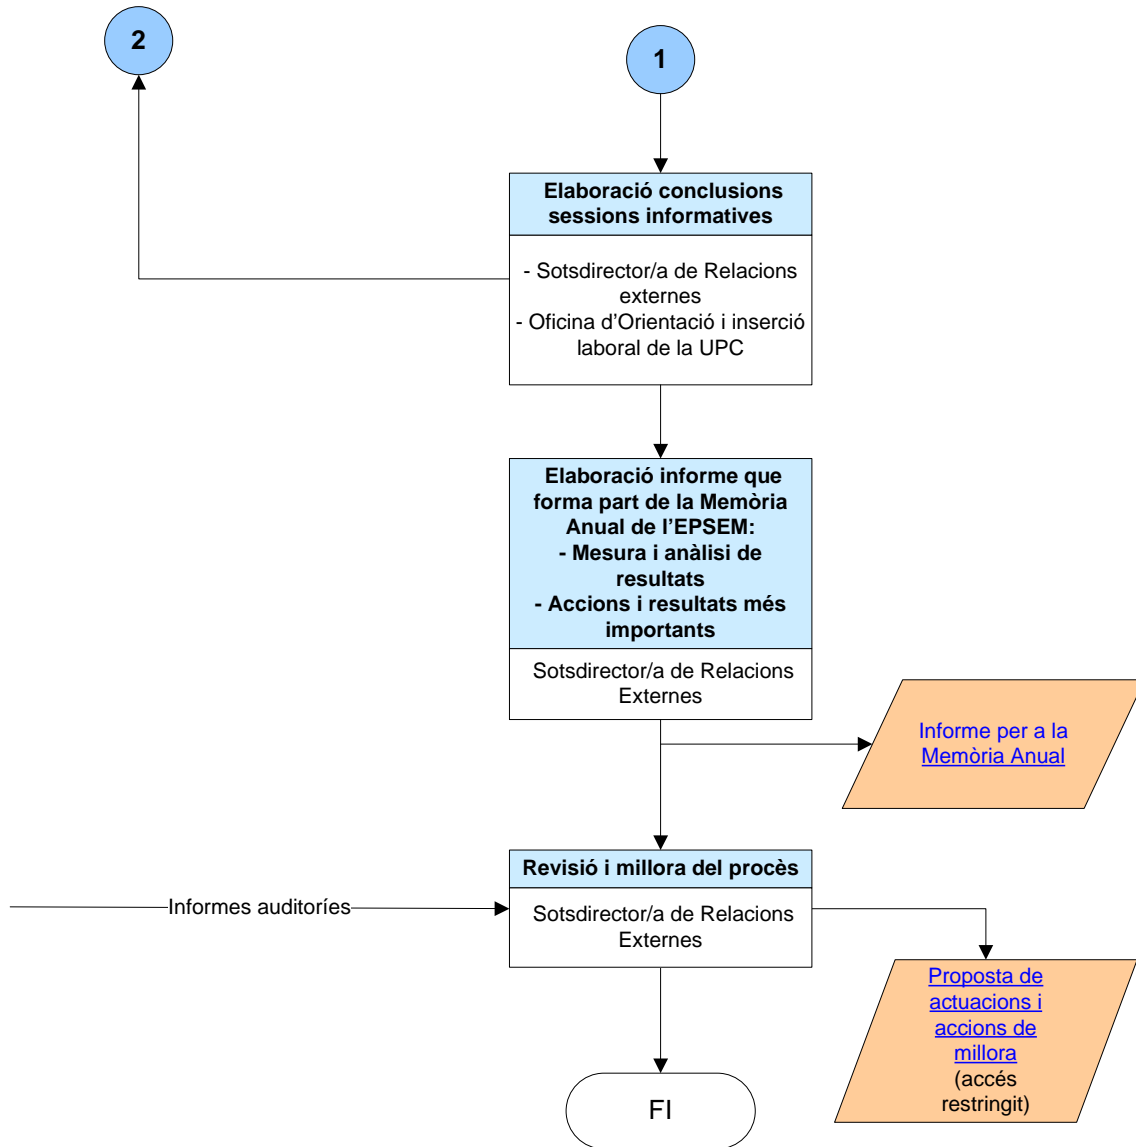 2
1
Elaboració conclusions
sessions informatives
- Sotsdirector/a de Relacions
externes
- Oficina d’Orientació i inserció
laboral de la UPC
Elaboració informe que
forma part de la Memòria
Anual de l’EPSEM:
- Mesura i anàlisi de
resultats
- Accions i resultats més
importants
Sotsdirector/a de Relacions
Externes
Informe per a la
Memòria Anual
Revisió i millora del procès
Informes auditoríes
Sotsdirector/a de Relacions
Externes
Proposta de
actuacions i
accions de
millora
(accés
restringit)
FI